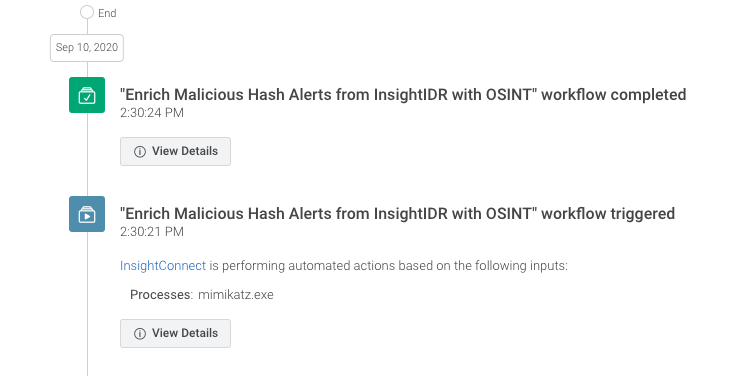 End
Sep 10, 2020
"Enrich Malicious Hash Alerts from InsightIDR with OSINT" workflow completed
2:30:24 PM
View Details
"Enrich Malicious Hash Alerts from InsightIDR with OSINT" workflow triggered
2:30:21 PM
InsightConnect is performing automated actions based on the following inputs:
Processes: mimikatz.exe
View Details